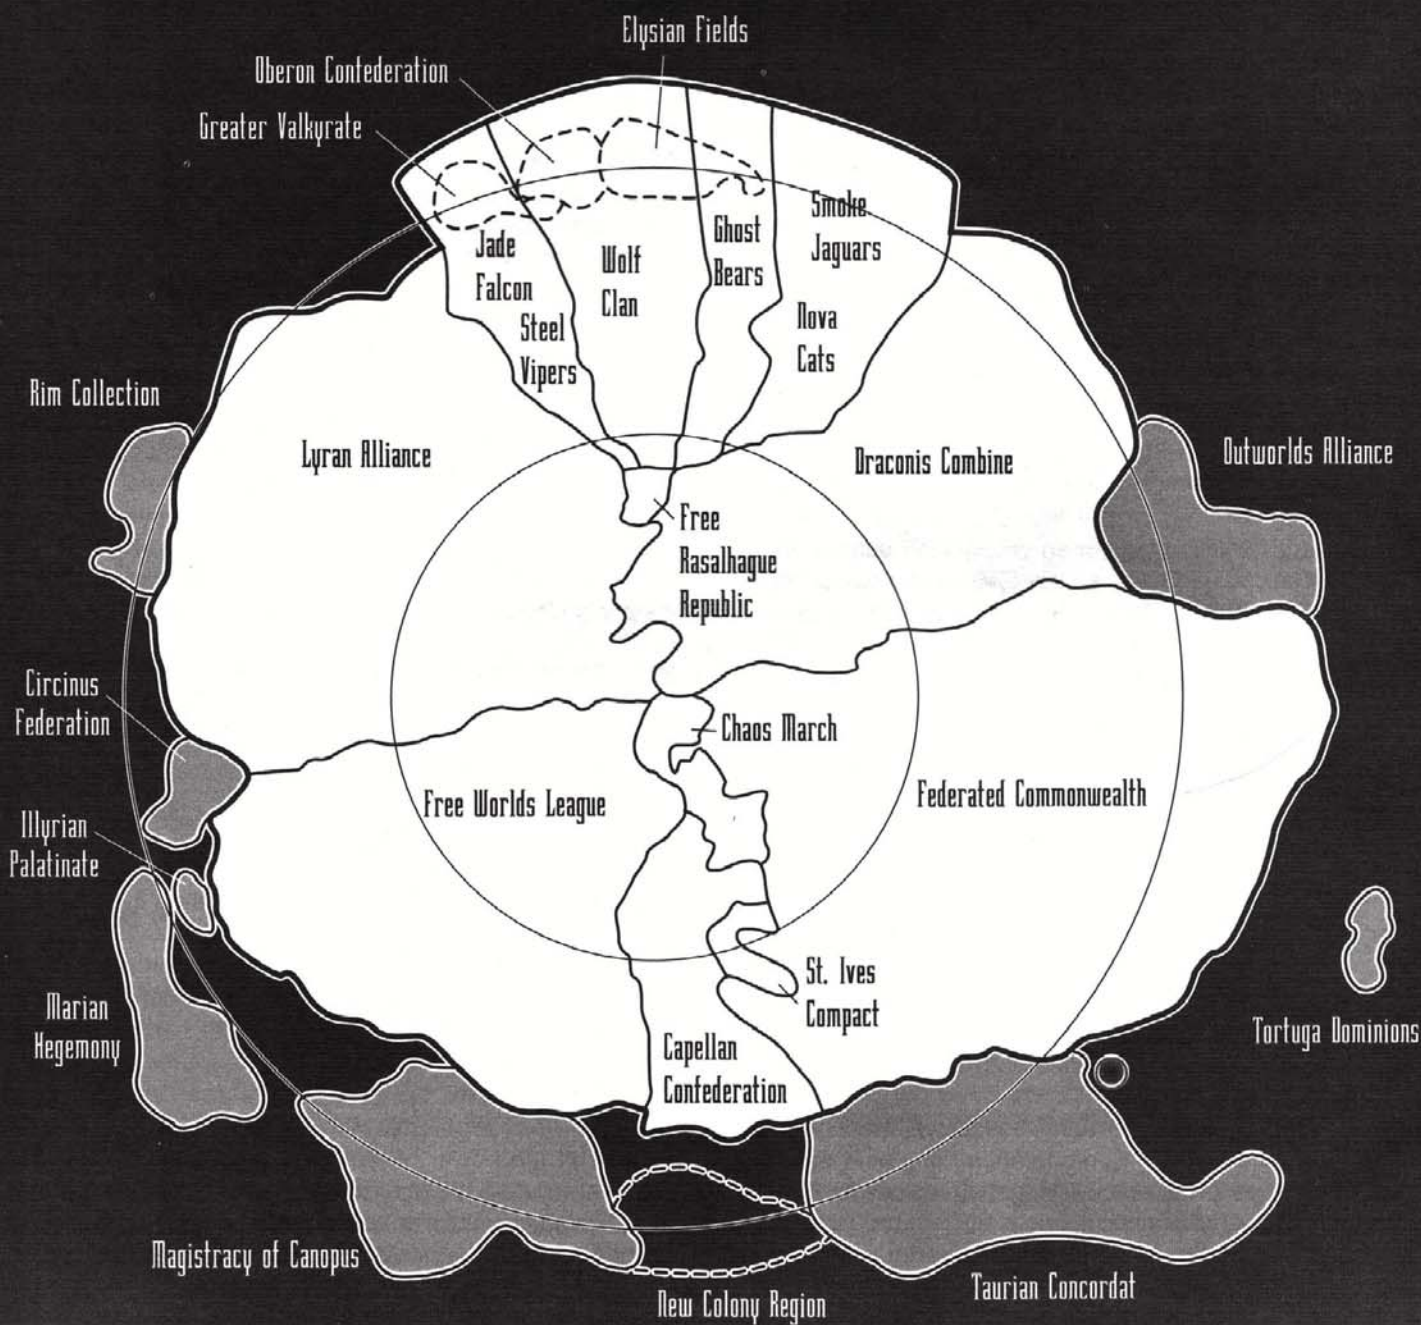 Elysian Fields
Oberon Confederation
Greater Valkyrate
Smoke
Jaguars
Ghost
Bears
Jade
Falcon
Wolf
Clan
Steel
Vipers
Nova
Cats
Rim Collection
Lyran Alliance
Draconis Combine
Outworlds Alliance
Free
Rasalhague
Republic
Circinus
Federation
Chaos March
Free Worlds League
Federated Commonwealth
Illyrian
Palatinate
St. Ives
Compact
Marian
Hegemony
Tortuga Dominions
Capellan
Confederation
Magistracy of Canopus
Taurian Concordat
New Colony Region